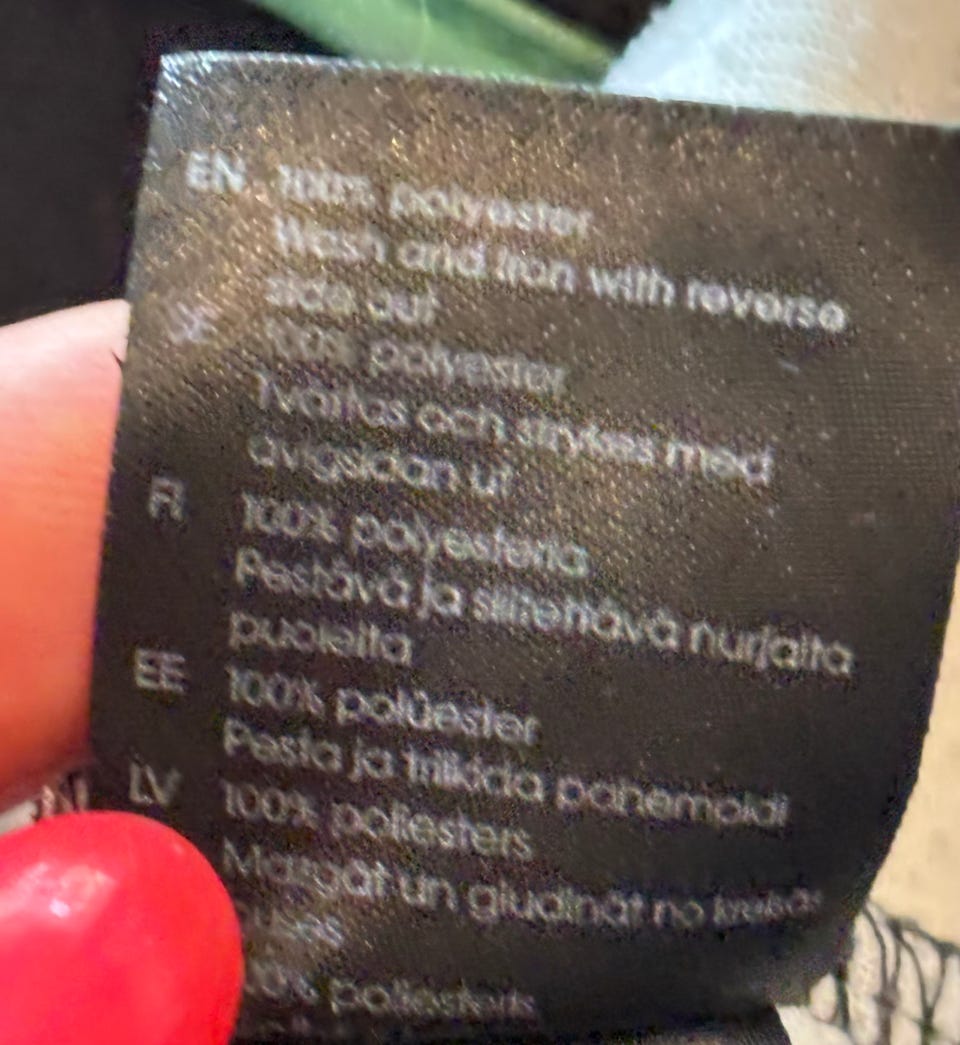 EN 100% polyester
Wash and iron with reverse
side out
SE 100% polyester
Tvättas och strykes med
avigsidan ut
FI 100% polyesteria
Pestävä ja silitettävä nurjalta
puolelta
EE 100% polüester
Pesta ja triikida pahempidi
LV 100% poliesters
Mazgāt un gludināt no kreisās
puses
poliesteris